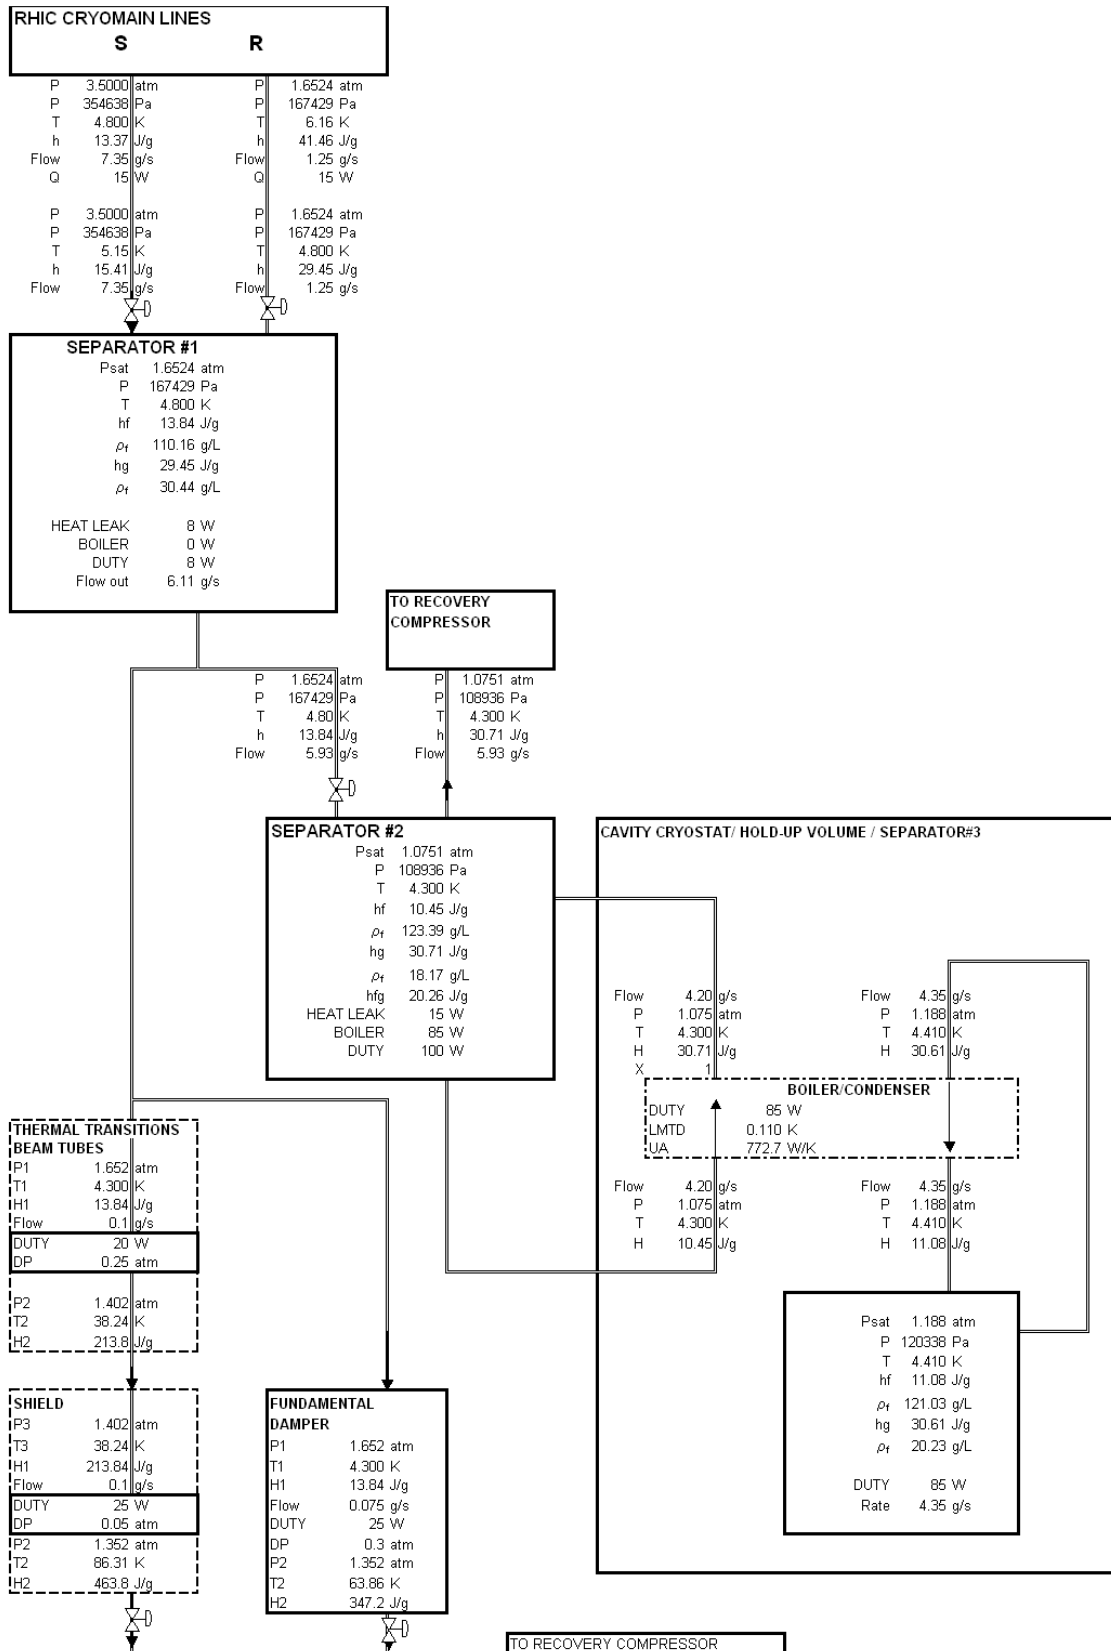 RHIC CRYOMAIN LINES
S R
P 3.5000 atm
P 354638 Pa
T 4.800 K
h 13.37 J/g
Flow 7.35 g/s
Q 15 W
P 1.6524 atm
P 167429 Pa
T 6.16 K
h 41.46 J/g
Flow 1.25 g/s
Q 15 W
P 3.5000 atm
P 354638 Pa
T 5.15 K
h 15.41 J/g
Flow 7.35 g/s
P 1.6524 atm
P 167429 Pa
T 4.800 K
h 29.45 J/g
Flow 1.25 g/s
SEPARATOR #1
Psat 1.6524 atm
P 167429 Pa
T 4.800 K
hf 13.84 J/g
ρf 110.16 g/L
hg 29.45 J/g
ρf 30.44 g/L
HEAT LEAK 8 W
BOILER 0 W
DUTY 8 W
Flow out 6.11 g/s
TO RECOVERY
COMPRESSOR
P 1.6524 atm
P 167429 Pa
T 4.80 K
h 13.84 J/g
Flow 5.93 g/s
P 1.0751 atm
P 108936 Pa
T 4.300 K
h 30.71 J/g
Flow 5.93 g/s
SEPARATOR #2
Psat 1.0751 atm
P 108936 Pa
T 4.300 K
hf 10.45 J/g
ρf 123.39 g/L
hg 30.71 J/g
ρf 18.17 g/L
hfg 20.26 J/g
HEAT LEAK 15 W
BOILER 85 W
DUTY 100 W
CAVITY CRYOSTAT/ HOLD-UP VOLUME / SEPARATOR#3
Flow 4.20 g/s
P 1.075 atm
T 4.300 K
H 30.71 J/g
X 1
Flow 4.35 g/s
P 1.188 atm
T 4.410 K
H 30.61 J/g
BOILER/CONDENSER
DUTY 85 W
LMTD 0.110 K
UA 772.7 W/K
Flow 4.20 g/s
P 1.075 atm
T 4.300 K
H 10.45 J/g
Flow 4.35 g/s
P 1.188 atm
T 4.410 K
H 11.08 J/g
Psat 1.188 atm
P 120338 Pa
T 4.410 K
hf 11.08 J/g
ρf 121.03 g/L
hg 30.61 J/g
ρf 20.23 g/L
DUTY 85 W
Rate 4.35 g/s
THERMAL TRANSITIONS
BEAM TUBES
P1 1.652 atm
T1 4.300 K
H1 13.84 J/g
Flow 0.1 g/s
DUTY 20 W
DP 0.25 atm
P2 1.402 atm
T2 38.24 K
H2 213.8 J/g
SHIELD
P3 1.402 atm
T3 38.24 K
H1 213.84 J/g
Flow 0.1 g/s
DUTY 25 W
DP 0.05 atm
P2 1.352 atm
T2 86.31 K
H2 463.8 J/g
FUNDAMENTAL
DAMPER
P1 1.652 atm
T1 4.300 K
H1 13.84 J/g
Flow 0.075 g/s
DUTY 25 W
DP 0.3 atm
P2 1.352 atm
T2 63.86 K
H2 347.2 J/g
TO RECOVERY COMPRESSOR